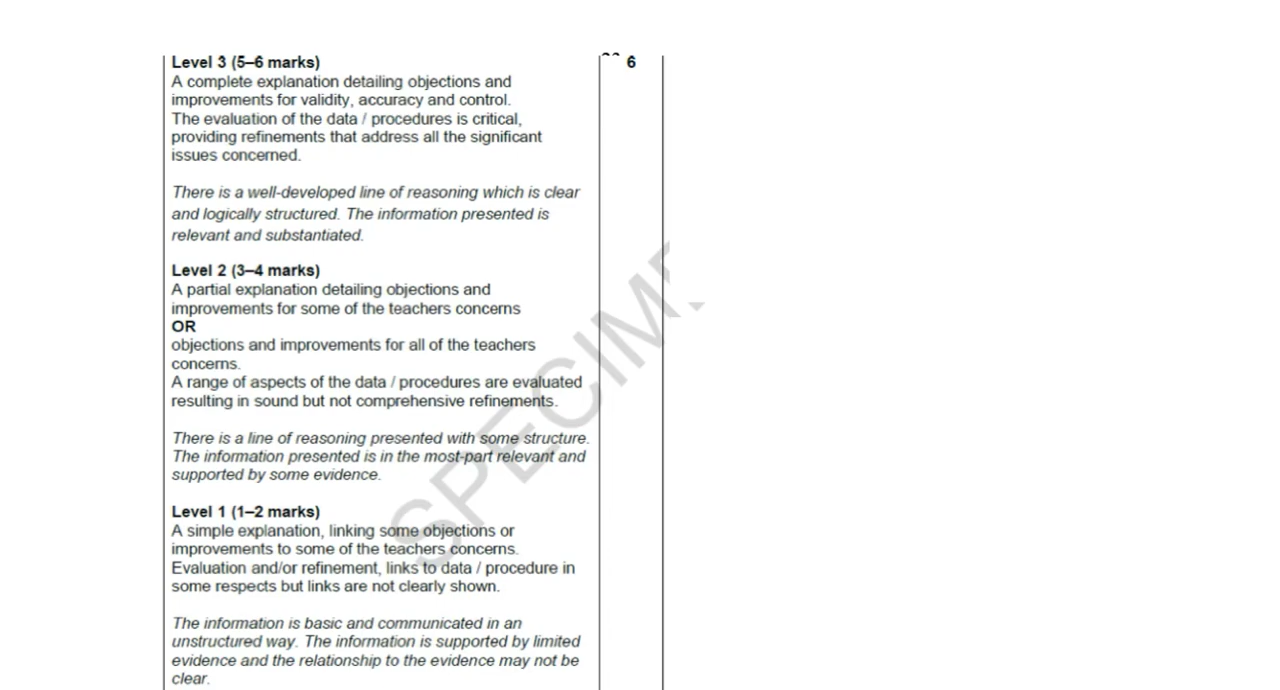 Level 3 (5–6 marks)
6
A complete explanation detailing objections and
improvements for validity, accuracy and control.
The evaluation of the data / procedures is critical,
providing refinements that address all the significant
issues concerned.
There is a well-developed line of reasoning which is clear
and logically structured. The information presented is
relevant and substantiated.
Level 2 (3–4 marks)
A partial explanation detailing objections and
improvements for some of the teachers concerns
OR
objections and improvements for all of the teachers
concerns.
A range of aspects of the data / procedures are evaluated
resulting in sound but not comprehensive refinements.
There is a line of reasoning presented with some structure.
The information presented is in the most-part relevant and
supported by some evidence.
Level 1 (1–2 marks)
A simple explanation, linking some objections or
improvements to some of the teachers concerns.
Evaluation and/or refinement, links to data / procedure in
some respects but links are not clearly shown.
The information is basic and communicated in an
unstructured way. The information is supported by limited
evidence and the relationship to the evidence may not be
clear.
SPECIM